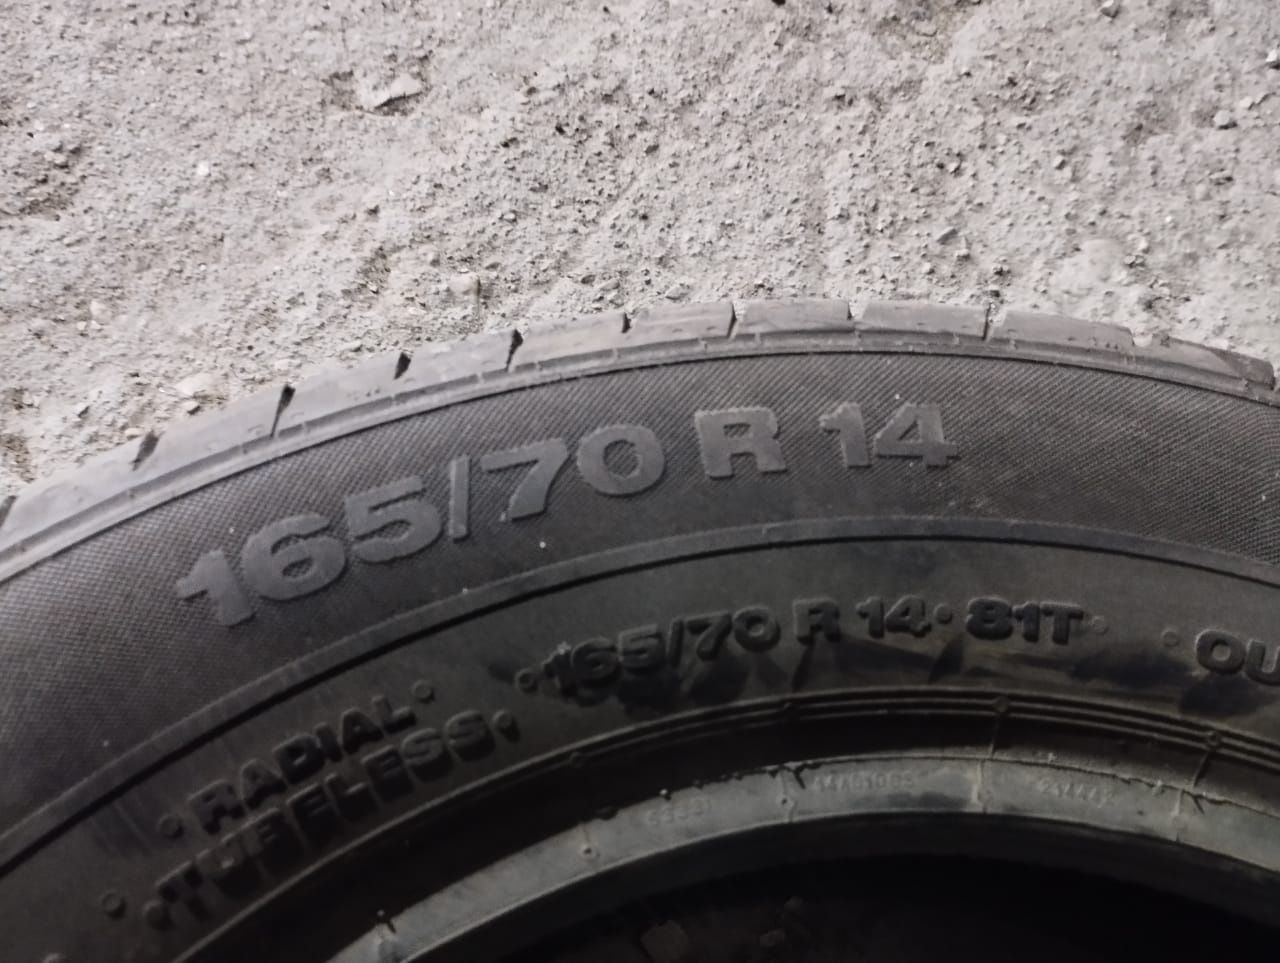 165/70 R 14
165/70 R 14 · 81T
RADIAL
TUBELESS